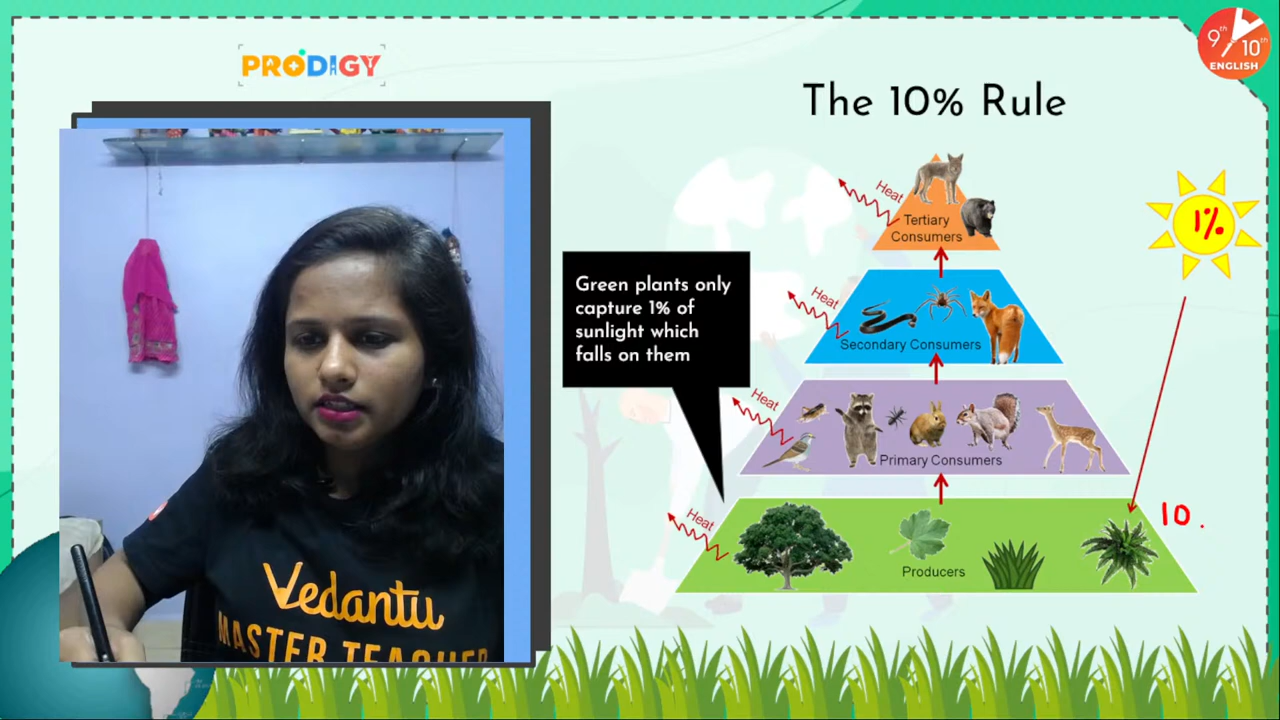 PRODIGY
9th 10th
ENGLISH
The 10% Rule
Heat
Tertiary
Consumers
1%
Green plants only
capture 1% of
sunlight which
falls on them
Heat
Secondary Consumers
Heat
Primary Consumers
10.
Heat
Producers
Vedantu
MASTER TEACHER